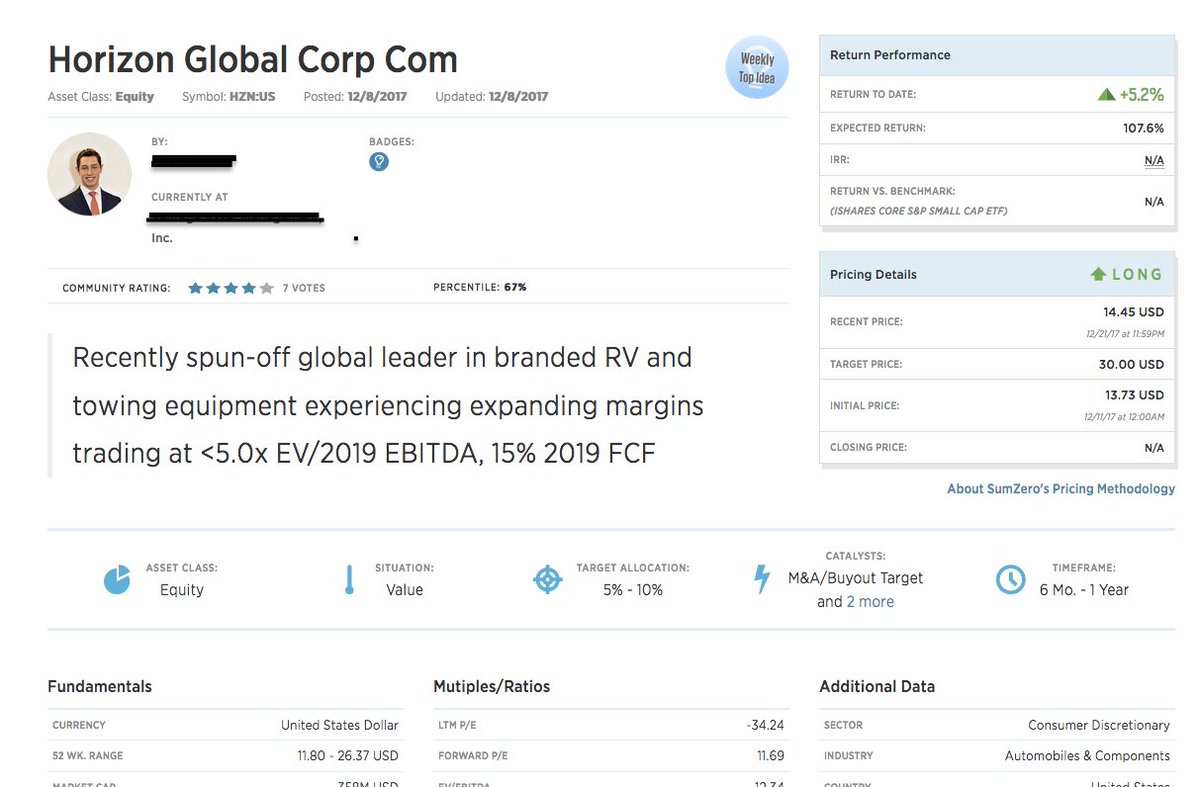 Horizon Global Corp Com
Asset Class: Equity Symbol: HZN:US Posted: 12/8/2017 Updated: 12/8/2017
Weekly
Top Idea
BY:
BADGES:
CURRENTLY AT
Inc.
COMMUNITY RATING: 7 VOTES PERCENTILE: 67%
Recently spun-off global leader in branded RV and
towing equipment experiencing expanding margins
trading at <5.0x EV/2019 EBITDA, 15% 2019 FCF
Return Performance
RETURN TO DATE: +5.2%
EXPECTED RETURN: 107.6%
IRR: N/A
RETURN VS. BENCHMARK:
(ISHARES CORE S&P SMALL CAP ETF)
N/A
Pricing Details LONG
RECENT PRICE: 14.45 USD
12/21/17 at 11:59PM
TARGET PRICE: 30.00 USD
INITIAL PRICE: 13.73 USD
12/11/17 at 12:00AM
CLOSING PRICE: N/A
About SumZero's Pricing Methodology
ASSET CLASS:
Equity
SITUATION:
Value
TARGET ALLOCATION:
5% - 10%
CATALYSTS:
M&A/Buyout Target
and 2 more
TIMEFRAME:
6 Mo. - 1 Year
Fundamentals
CURRENCY United States Dollar
52 WK. RANGE 11.80 - 26.37 USD
MARKET CAP 358M USD
Mutiples/Ratios
LTM P/E -34.24
FORWARD P/E 11.69
EV/EBITDA 12.34
Additional Data
SECTOR Consumer Discretionary
INDUSTRY Automobiles & Components
COUNTRY United States